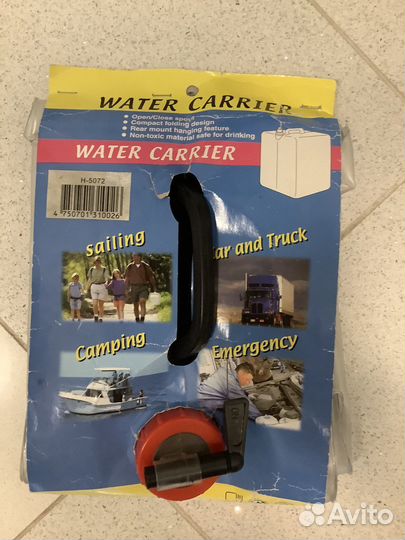 WATER CARRIER
• Open/Close spout
• Compact folding design
• Rear mount hanging feature
• Non-toxic material safe for drinking
WATER CARRIER
H-5072
4 750701 310026
sailing
Car and Truck
Camping
Emergency
Avito